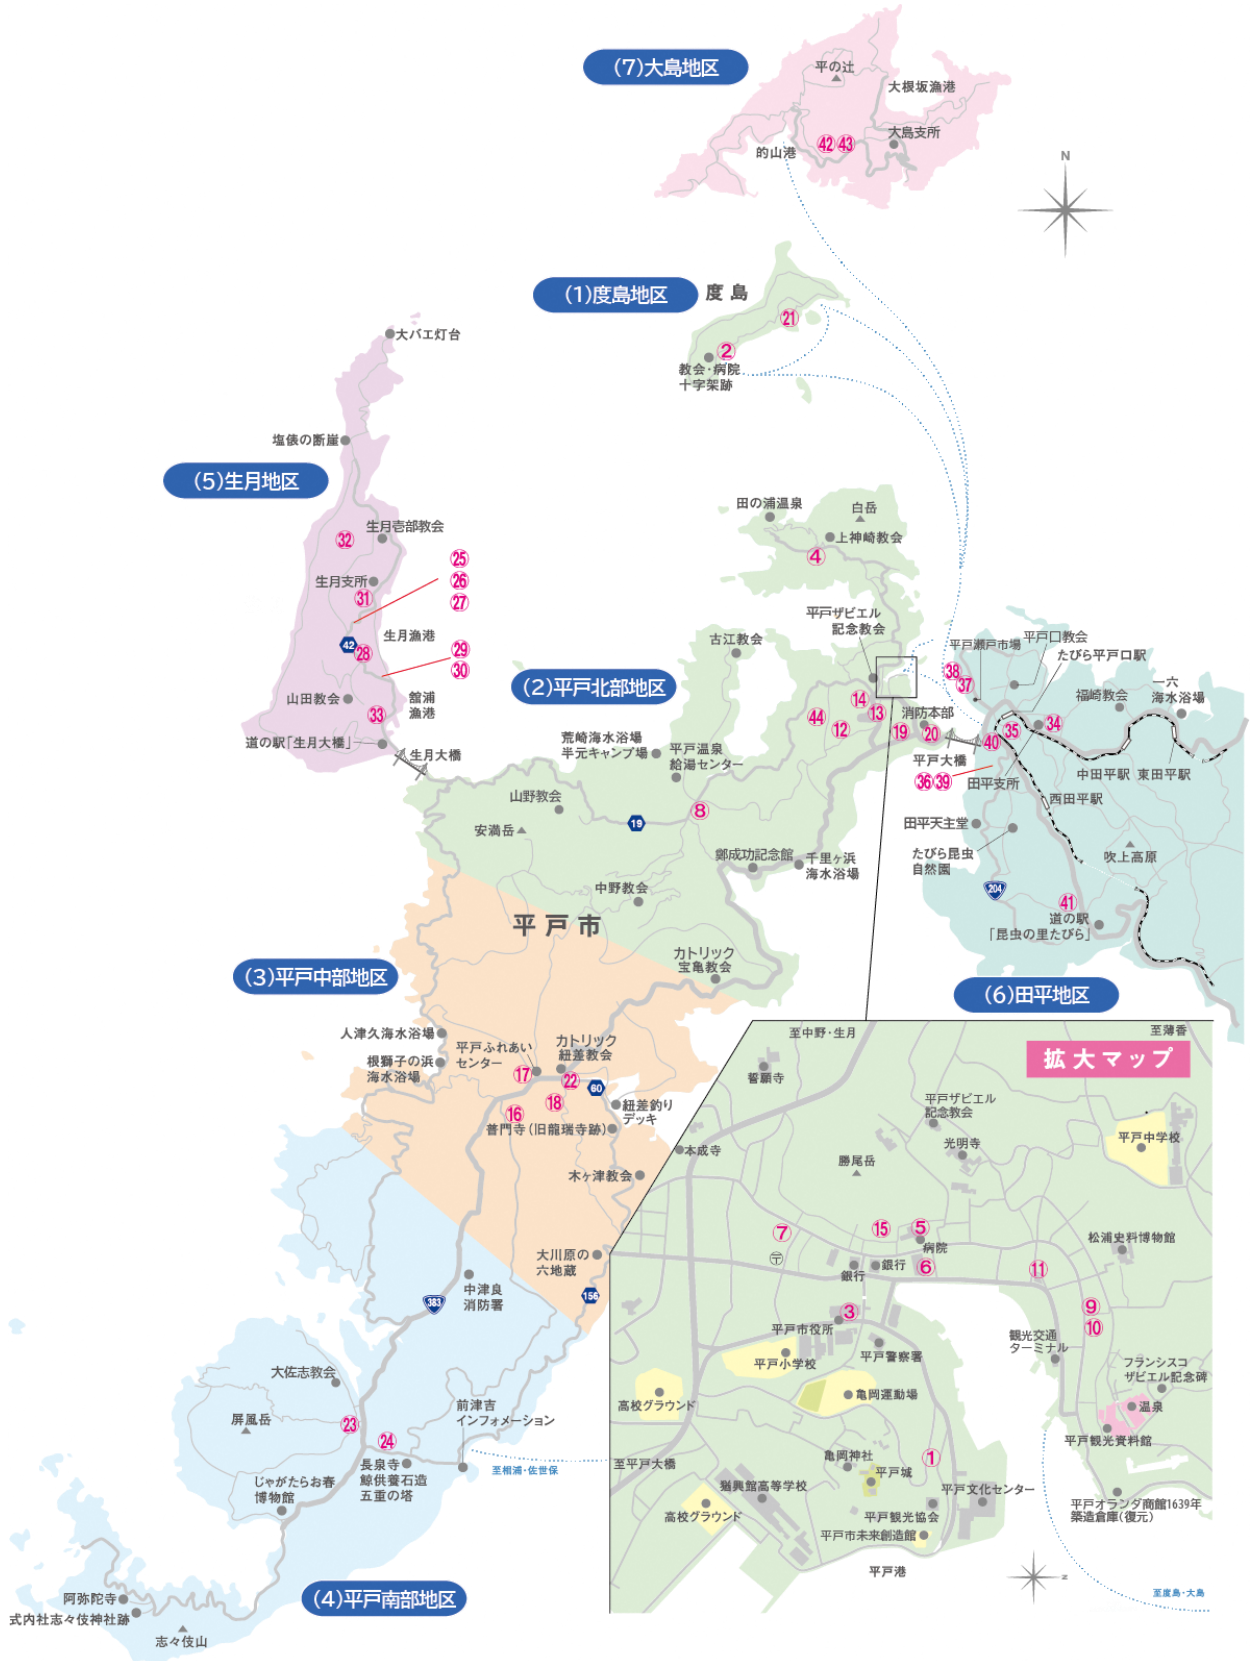 (7)大島地区
平の辻
大根坂漁港
42 43
大島支所
的山港
N
(1)度島地区
度島
21
2
教会・病院
十字架跡
大バエ灯台
塩俵の断崖
(5)生月地区
生月壱部教会
32
25
26
27
生月支所
31
生月漁港
42
28
29
30
山田教会
舘浦
漁港
33
道の駅「生月大橋」
生月大橋
田の浦温泉
白岳
上神崎教会
4
平戸ザビエル
記念教会
古江教会
(2)平戸北部地区
14
13
44
12
消防本部
19
20
荒崎海水浴場
半元キャンプ場
平戸温泉
給湯センター
山野教会
安満岳
19
8
鄭成功記念館
千里ヶ浜
海水浴場
中野教会
平戸市
カトリック
宝亀教会
平戸瀬戸市場
平戸口教会
たびら平戸口駅
38
37
福崎教会
一六
海水浴場
35
34
40
平戸大橋
36 39
田平支所
中田平駅
東田平駅
西田平駅
田平天主堂
たびら昆虫
自然園
吹上高原
204
41
道の駅
「昆虫の里たびら」
(6)田平地区
(3)平戸中部地区
人津久海水浴場
根獅子の浜
海水浴場
平戸ふれあい
センター
カトリック
紐差教会
17
22
60
18
16
紐差釣り
デッキ
普門寺(旧龍瑞寺跡)
木ヶ津教会
大川原の
六地蔵
156
中津良
消防署
383
大佐志教会
屏風岳
23
24
前津吉
インフォメーション
長泉寺
鯨供養石造
五重の塔
至相浦・佐世保
じゃがたらお春
博物館
(4)平戸南部地区
阿弥陀寺
式内社志々伎神社跡
志々伎山
至中野・生月
至薄香
拡大マップ
誓願寺
平戸ザビエル
記念教会
平戸中学校
光明寺
本成寺
勝尾岳
7
15
5
病院
松浦史料博物館
〒
銀行
銀行
6
11
9
10
3
平戸市役所
平戸小学校
平戸警察署
観光交通
ターミナル
フランシスコ
ザビエル記念碑
亀岡運動場
高校グラウンド
温泉
平戸観光資料館
至平戸大橋
亀岡神社
1
平戸城
猶興館高等学校
平戸文化センター
高校グラウンド
平戸観光協会
平戸オランダ商館1639年
築造倉庫(復元)
平戸市未来創造館
平戸港
N
至度島・大島